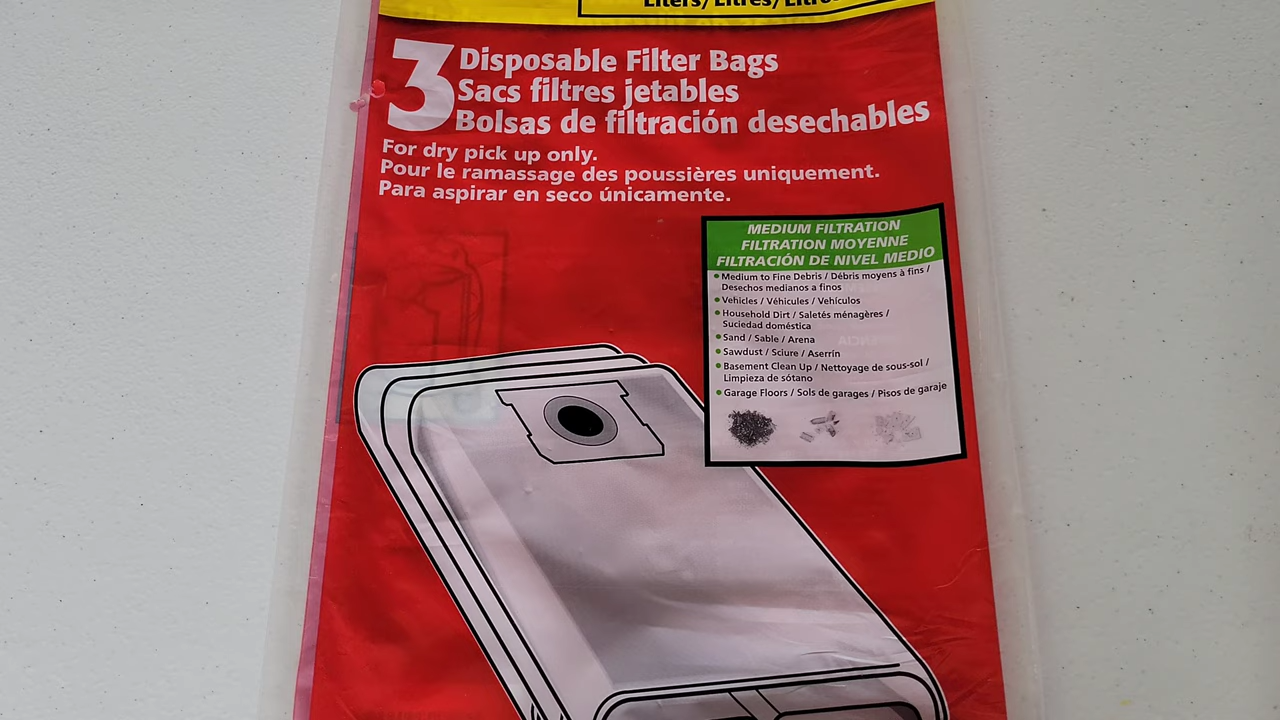 Liters/Litres/Litros
3 Disposable Filter Bags
Sacs filtres jetables
Bolsas de filtración desechables
For dry pick up only.
Pour le ramassage des poussières uniquement.
Para aspirar en seco únicamente.
MEDIUM FILTRATION
FILTRATION MOYENNE
FILTRACIÓN DE NIVEL MEDIO
• Medium to Fine Debris / Débris moyens à fins /
Desechos medianos a finos
• Vehicles / Véhicules / Vehículos
• Household Dirt / Saletés ménagères /
Suciedad doméstica
• Sand / Sable / Arena
• Sawdust / Sciure / Aserrín
• Basement Clean Up / Nettoyage de sous-sol /
Limpieza de sótano
• Garage Floors / Sols de garages / Pisos de garaje